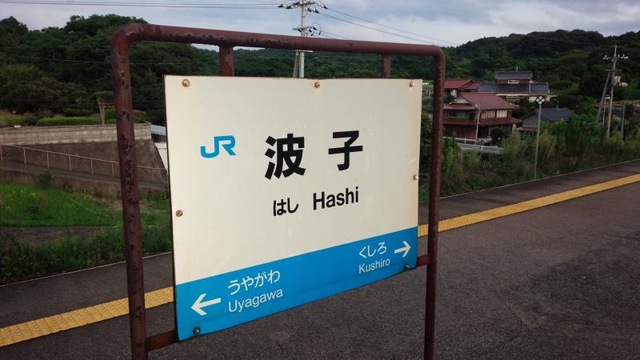 JR 波子
はし Hashi
くしろ →
Kushiro
← うやがわ
Uyagawa